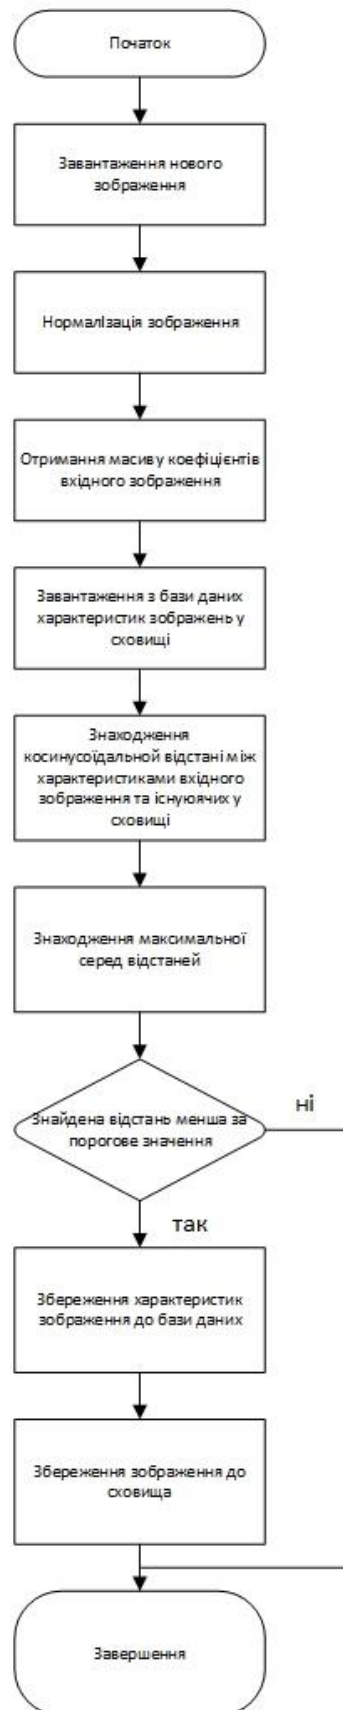 Початок
Завантаження нового
зображення
Нормалізація зображення
Отримання масиву коефіцієнтів
вхідного зображення
Завантаження з бази даних
характеристик зображень у
сховищі
Знаходження
косинусоїдальної відстані між
характеристиками вхідного
зображення та існуюячих у
сховищі
Знаходження максимальної
серед відстаней
Знайдена відстань менша за
порогове значення
ні
так
Збереження характеристик
зображення до бази даних
Збереження зображення до
сховища
Завершення